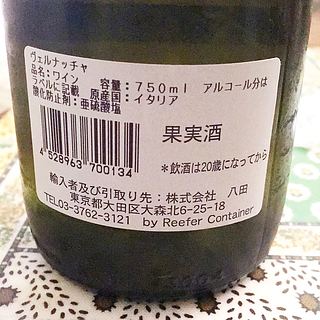 ヴェルナッチャ
品名：ワイン 容量：750ml アルコール分は
ラベルに記載 原産国：イタリア
酸化防止剤：亜硫酸塩
果実酒
4 528963 700134
＊飲酒は20歳になってから
輸入者及び引取り先：株式会社 八田
東京都大田区大森北6-25-18
TEL03-3762-3121 by Reefer Container